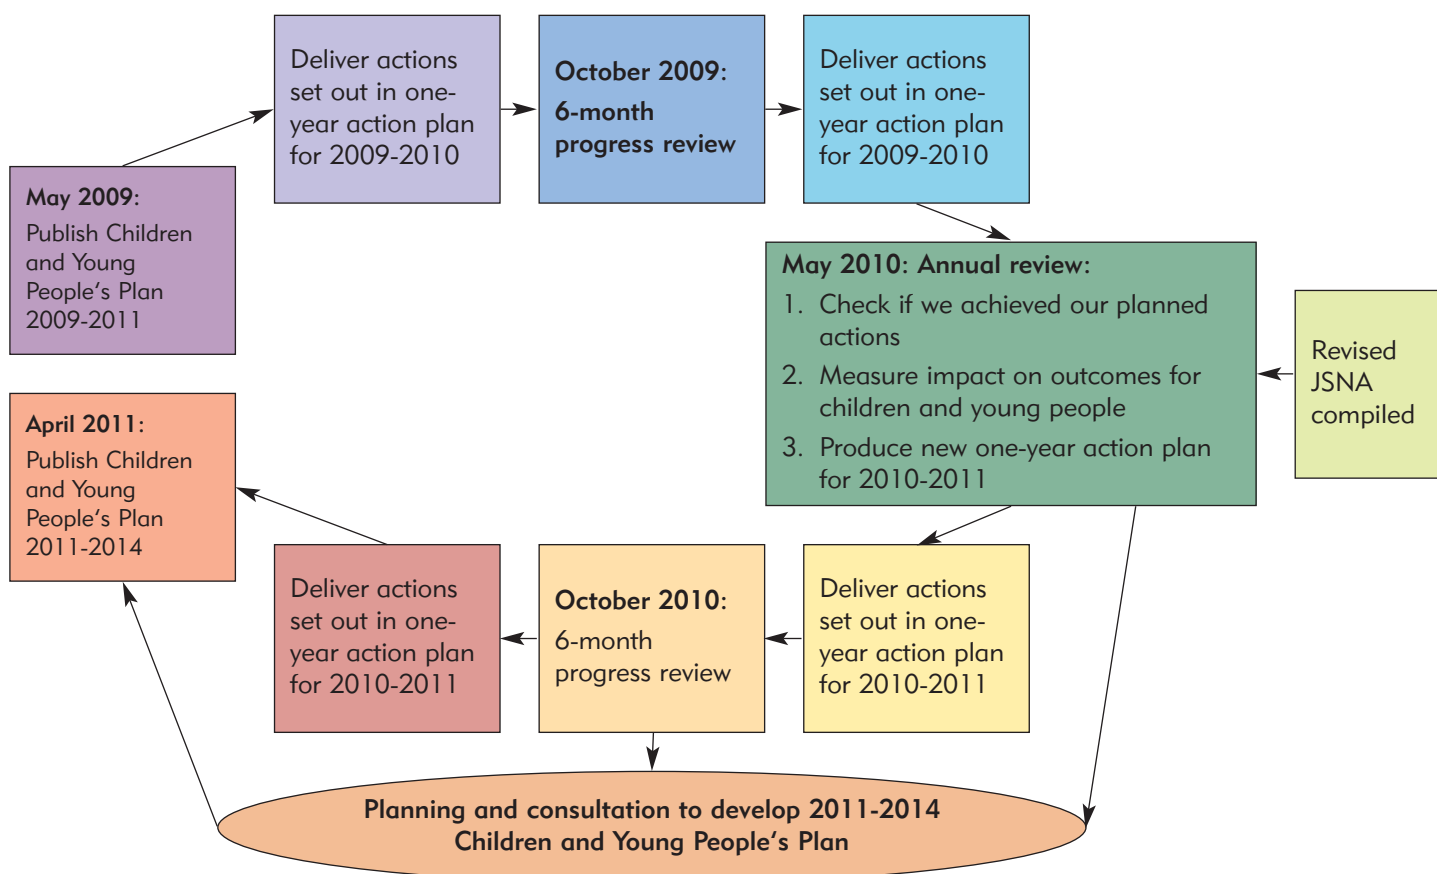 May 2009:
Publish Children
and Young
People's Plan
2009-2011
Deliver actions
set out in one-
year action plan
for 2009-2010
October 2009:
6-month
progress review
Deliver actions
set out in one-
year action plan
for 2009-2010
May 2010: Annual review:
1. Check if we achieved our planned
actions
2. Measure impact on outcomes for
children and young people
3. Produce new one-year action plan
for 2010-2011
Revised
JSNA
compiled
Deliver actions
set out in one-
year action plan
for 2010-2011
October 2010:
6-month
progress review
Deliver actions
set out in one-
year action plan
for 2010-2011
April 2011:
Publish Children
and Young
People's Plan
2011-2014
Planning and consultation to develop 2011-2014
Children and Young People's Plan